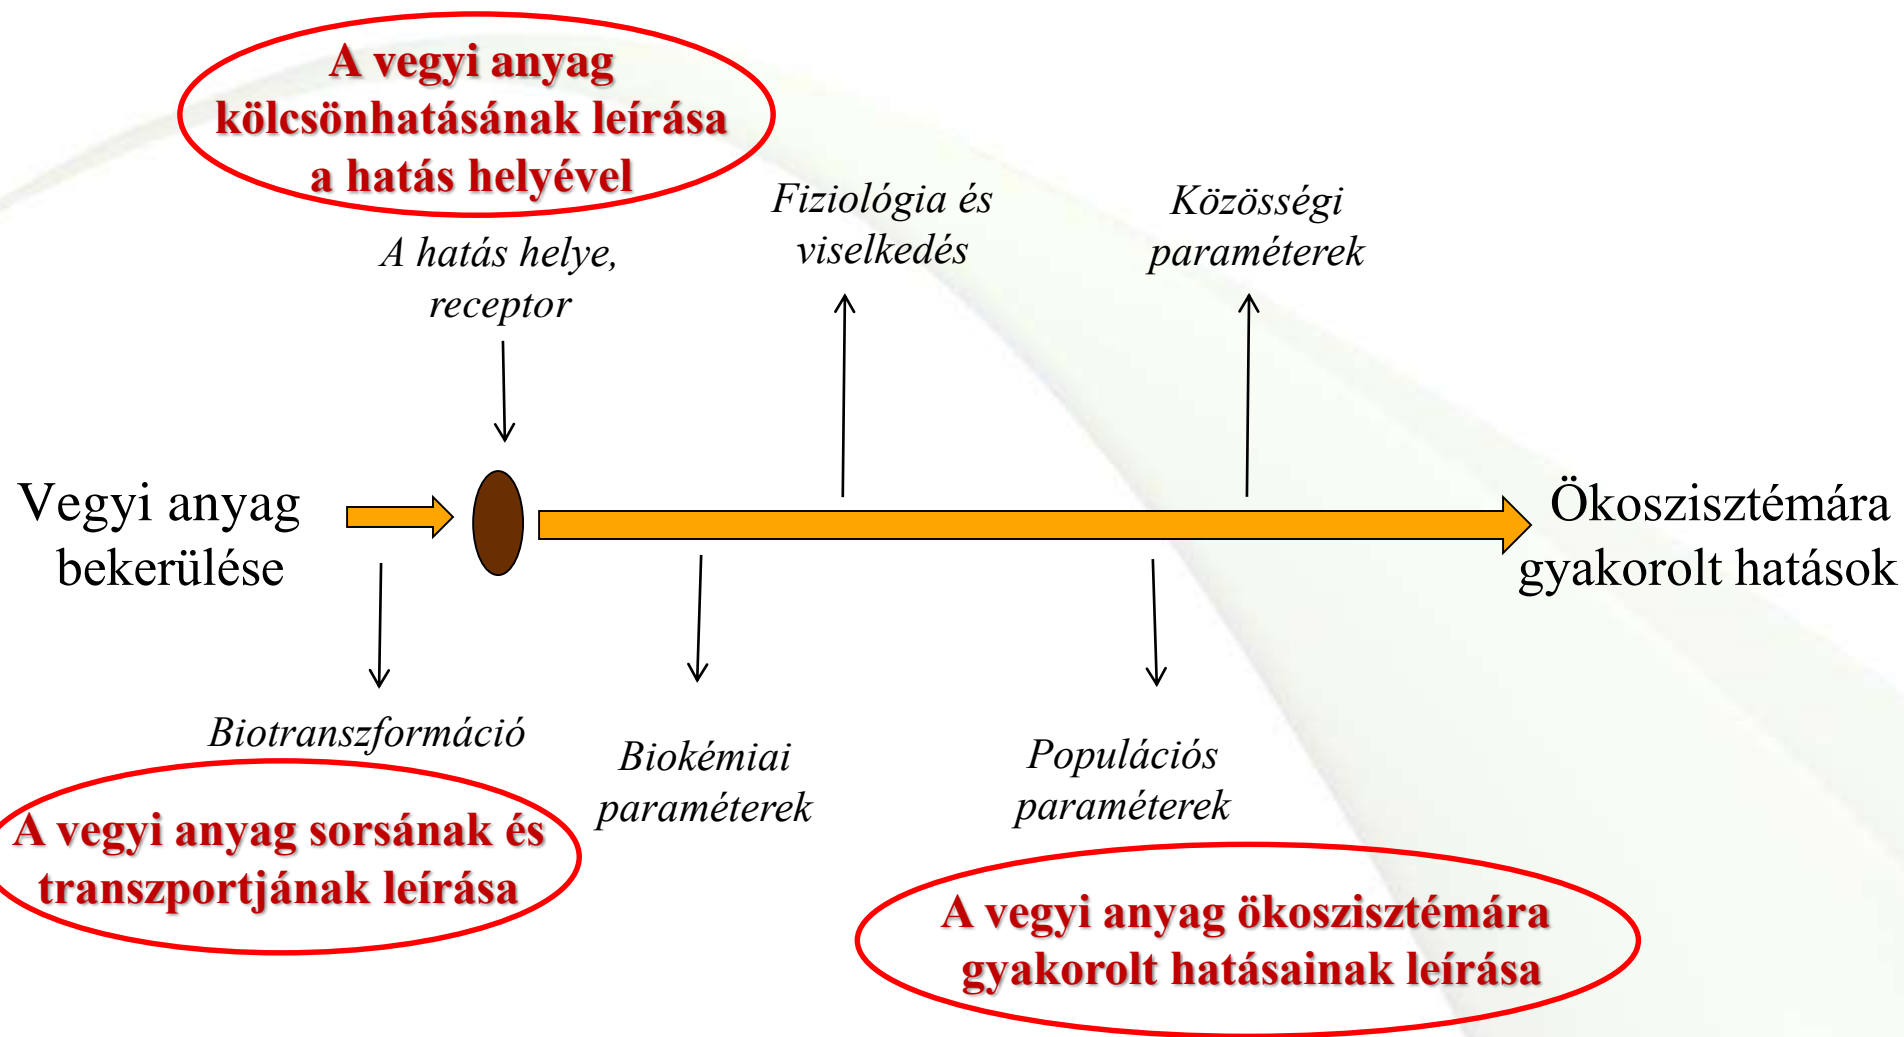 A vegyi anyag
kölcsönhatásának leírása
a hatás helyével
A hatás helye,
receptor
Fiziológia és
viselkedés
Közösségi
paraméterek
Vegyi anyag
bekerülése
Ökoszisztémára
gyakorolt hatások
Biotranszformáció
Biokémiai
paraméterek
Populációs
paraméterek
A vegyi anyag sorsának és
transzportjának leírása
A vegyi anyag ökoszisztémára
gyakorolt hatásainak leírása